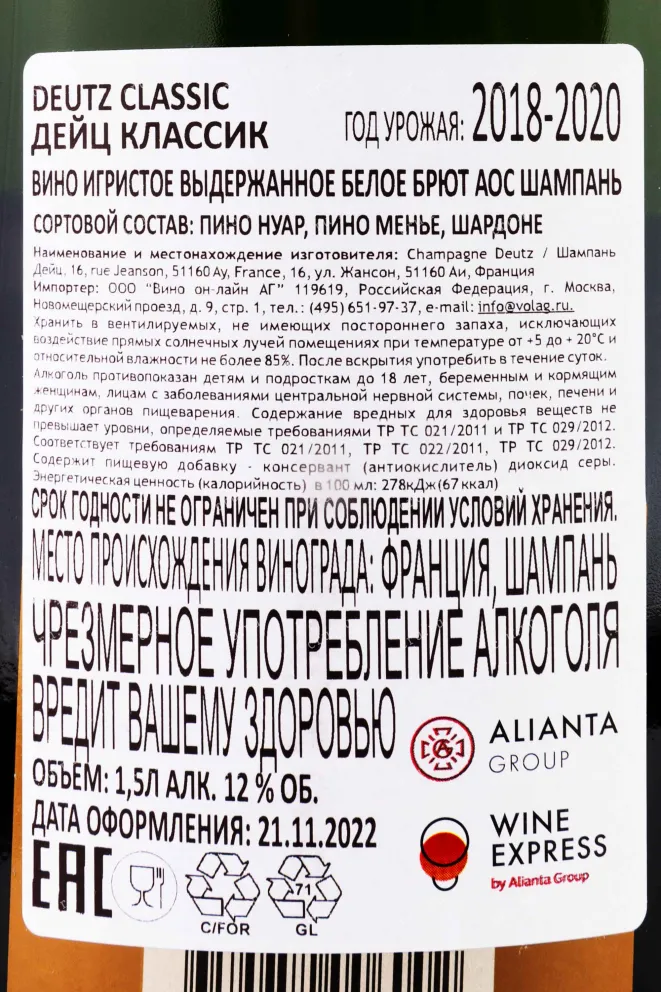 DEUTZ CLASSIC
ДЕЙЦ КЛАССИК
ГОД УРОЖАЯ: 2018-2020
ВИНО ИГРИСТОЕ ВЫДЕРЖАННОЕ БЕЛОЕ БРЮТ АОС ШАМПАНЬ
СОРТОВОЙ СОСТАВ: ПИНО НУАР, ПИНО МЕНЬЕ, ШАРДОНЕ
Наименование и местонахождение изготовителя: Champagne Deutz / Шампань
Дейц, 16, rue Jeanson, 51160 Ay, France, 16, ул. Жансон, 51160 Аи, Франция
Импортер: ООО "Вино он-лайн АГ" 119619, Российская Федерация, г. Москва,
Новомещерский проезд, д. 9, стр. 1, тел.: (495) 651-97-37, e-mail: info@volag.ru.
Хранить в вентилируемых, не имеющих постороннего запаха, исключающих
воздействие прямых солнечных лучей помещениях при температуре от +5 до + 20°С и
относительной влажности не более 85%. После вскрытия употребить в течение суток.
Алкоголь противопоказан детям и подросткам до 18 лет, беременным и кормящим
женщинам, лицам с заболеваниями центральной нервной системы, почек, печени и
других органов пищеварения. Содержание вредных для здоровья веществ не
превышает уровни, определяемые требованиями ТР ТС 021/2011 и ТР ТС 029/2012.
Соответствует требованиям ТР ТС 021/2011, ТР ТС 022/2011, ТР ТС 029/2012.
Содержит пищевую добавку - консервант (антиокислитель) диоксид серы.
Энергетическая ценность (калорийность) в 100 мл: 278кДж(67 ккал)
СРОК ГОДНОСТИ НЕ ОГРАНИЧЕН ПРИ СОБЛЮДЕНИИ УСЛОВИЙ ХРАНЕНИЯ.
МЕСТО ПРОИСХОЖДЕНИЯ ВИНОГРАДА: ФРАНЦИЯ, ШАМПАНЬ
ЧРЕЗМЕРНОЕ УПОТРЕБЛЕНИЕ АЛКОГОЛЯ
ВРЕДИТ ВАШЕМУ ЗДОРОВЬЮ
ОБЪЕМ: 1,5Л АЛК. 12 % ОБ.
ДАТА ОФОРМЛЕНИЯ: 21.11.2022
ALIANTA
GROUP
WINE
EXPRESS
by Alianta Group
EAC
71
C/FOR
GL